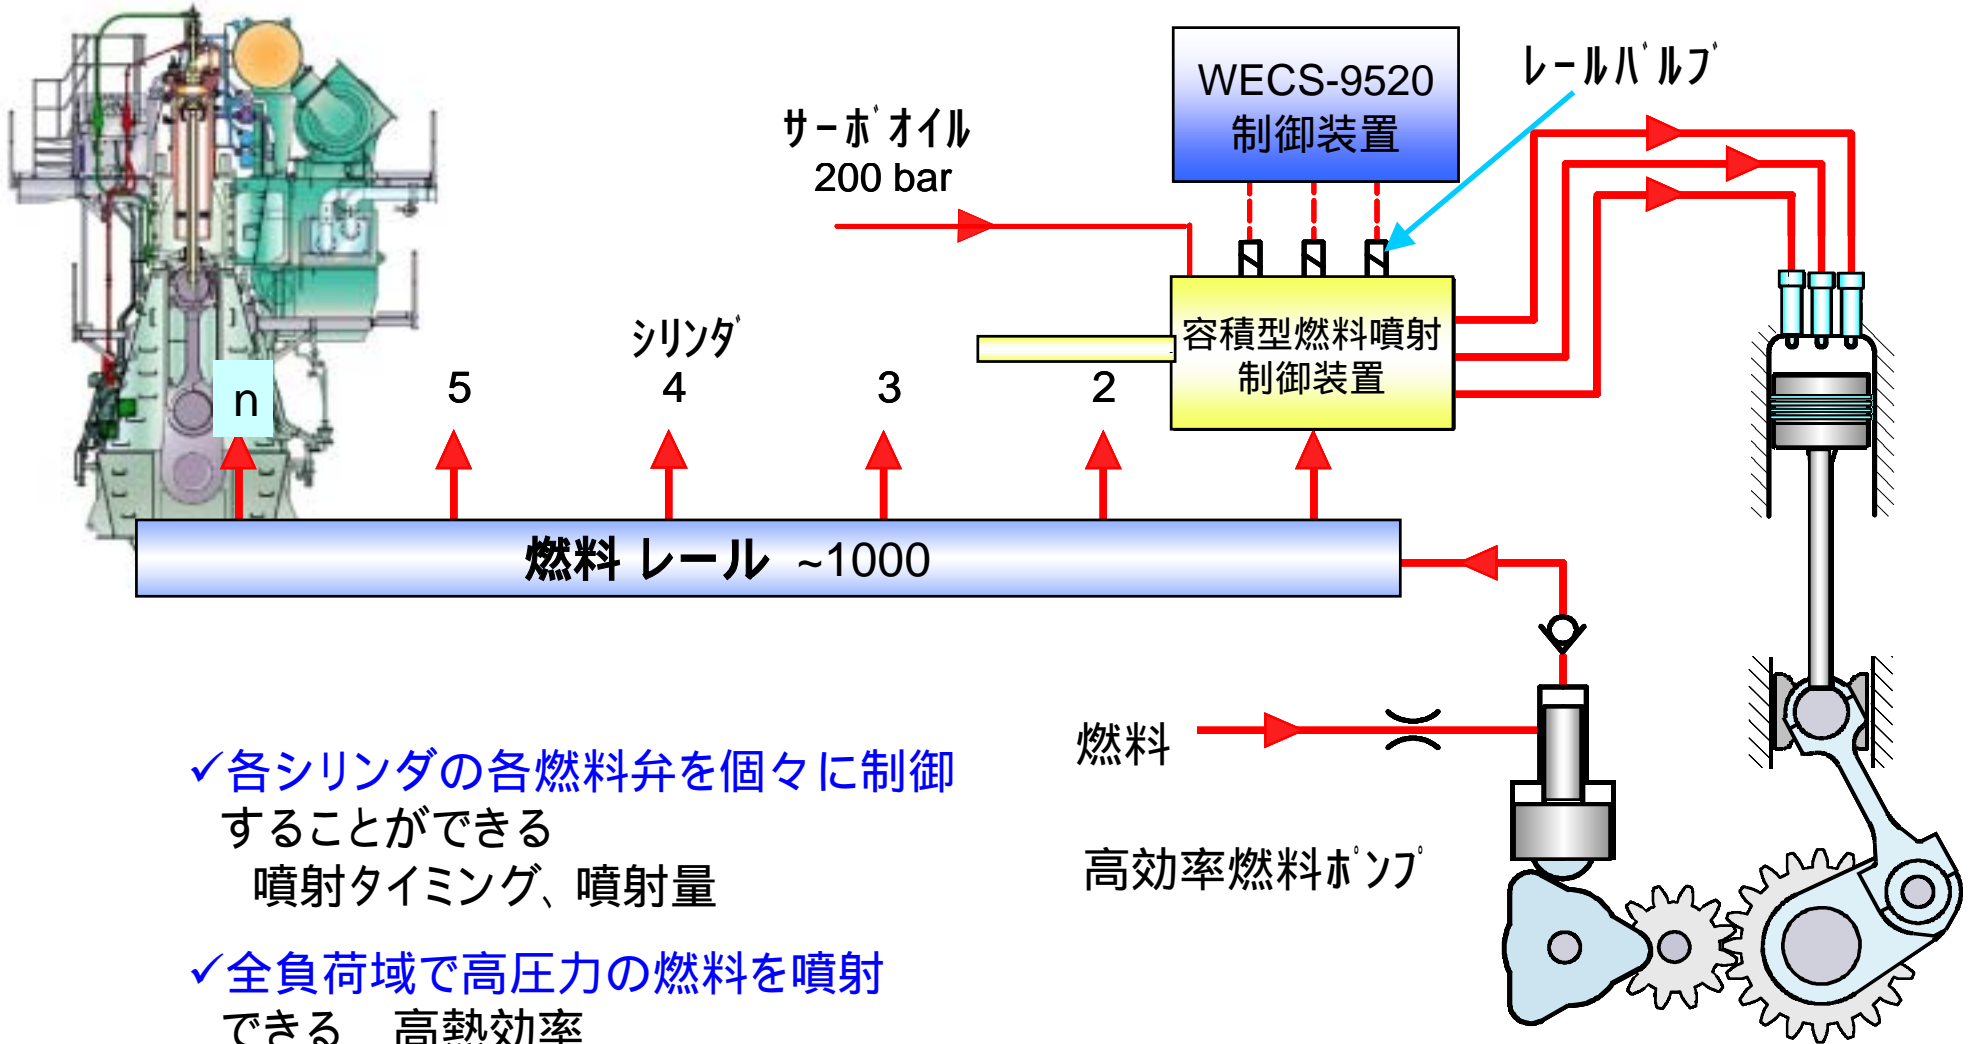 WECS-9520
制御装置
ﾚｰﾙﾊﾞﾙﾌﾞ
ｻｰﾎﾞｵｲﾙ
200 bar
容積型燃料噴射
制御装置
ｼﾘﾝﾀﾞ
n
5
4
3
2
燃料 レール ~1000
燃料
高効率燃料ﾎﾟﾝﾌﾟ
✓各シリンダの各燃料弁を個々に制御
することができる
噴射タイミング、噴射量
✓全負荷域で高圧力の燃料を噴射
できる 高熱効率